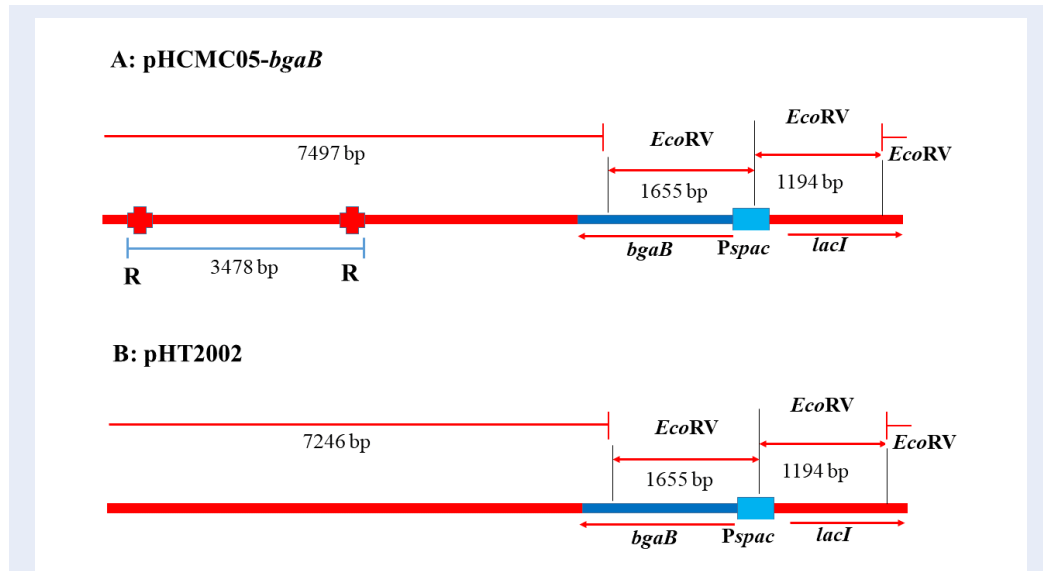 A: pHCMC05-bgaB
EcoRV
EcoRV
7497 bp
EcoRV
1655 bp
1194 bp
bgaB
Pspac
lacI
3478 bp
R
R
B: pHT2002
EcoRV
EcoRV
7246 bp
EcoRV
1655 bp
1194 bp
bgaB
Pspac
lacI